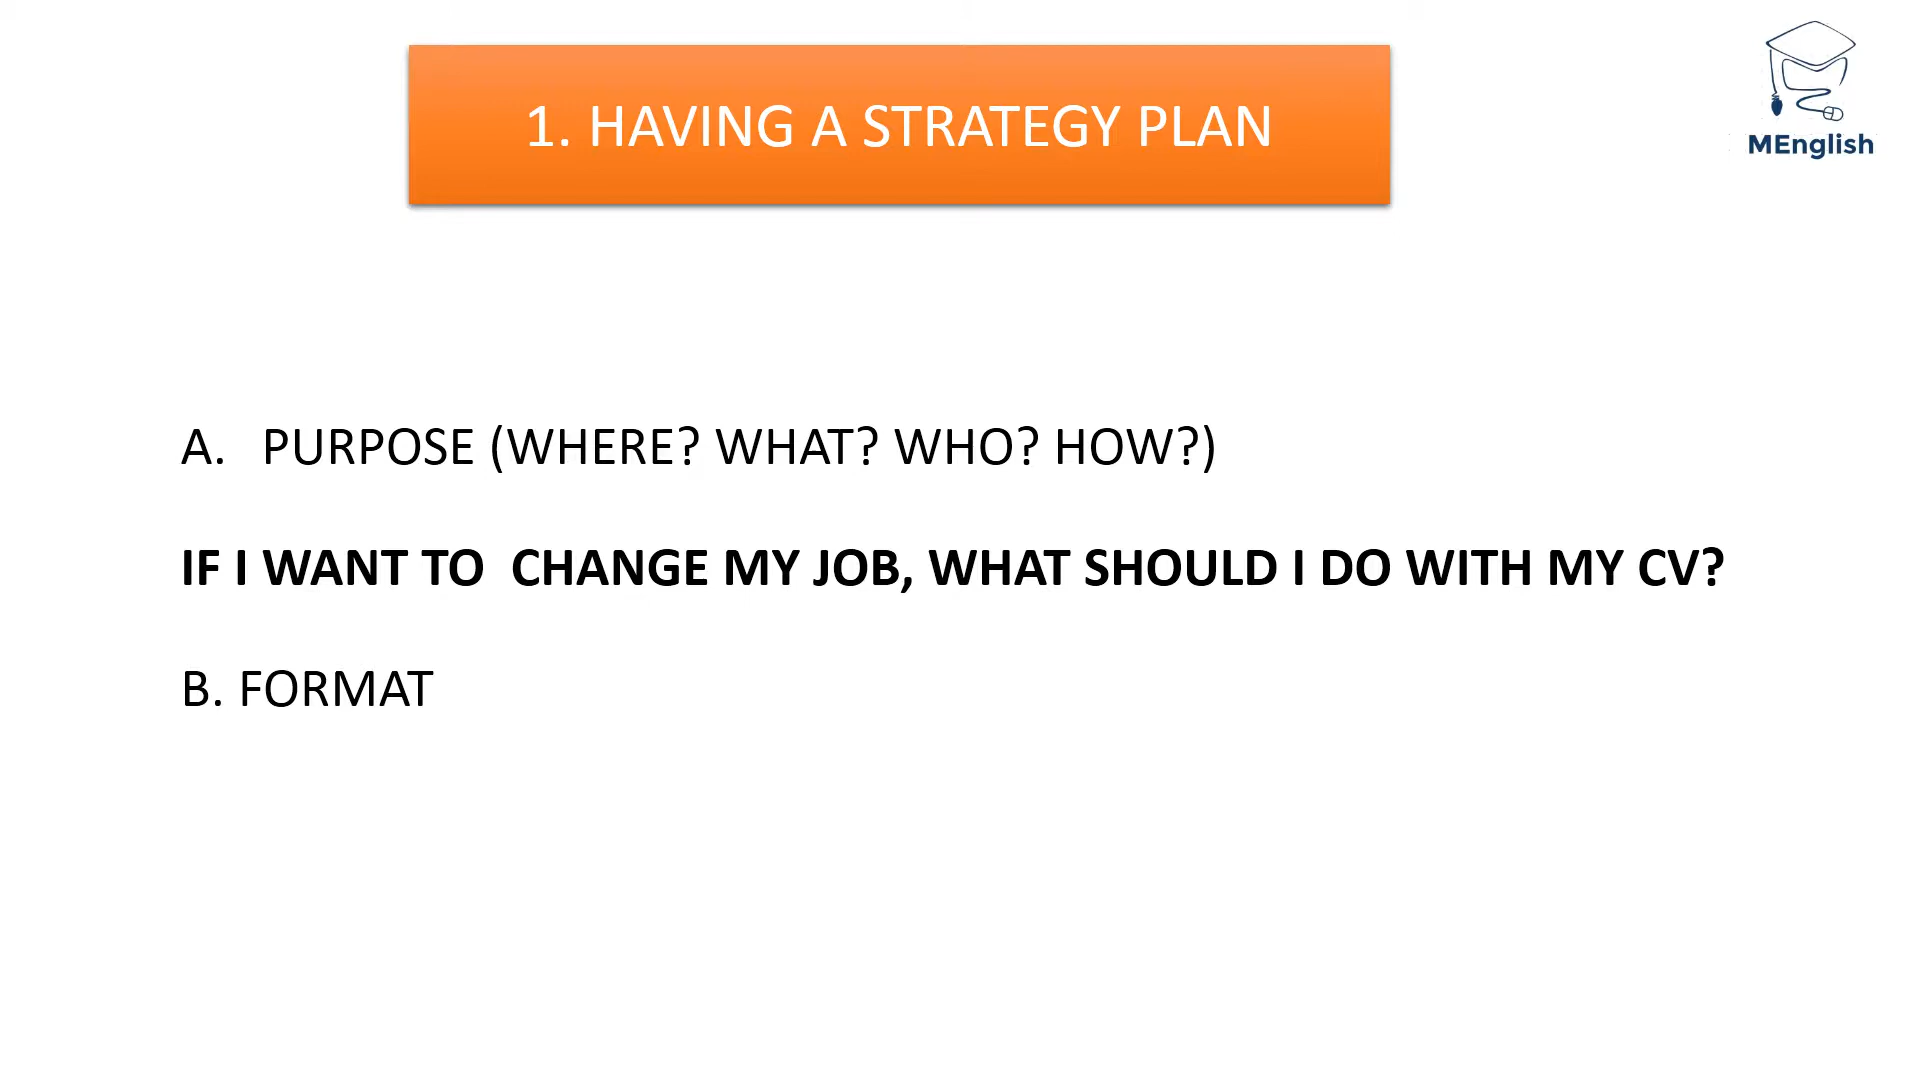 1. HAVING A STRATEGY PLAN
MEnglish
A. PURPOSE (WHERE? WHAT? WHO? HOW?)
IF I WANT TO  CHANGE MY JOB, WHAT SHOULD I DO WITH MY CV?
B. FORMAT